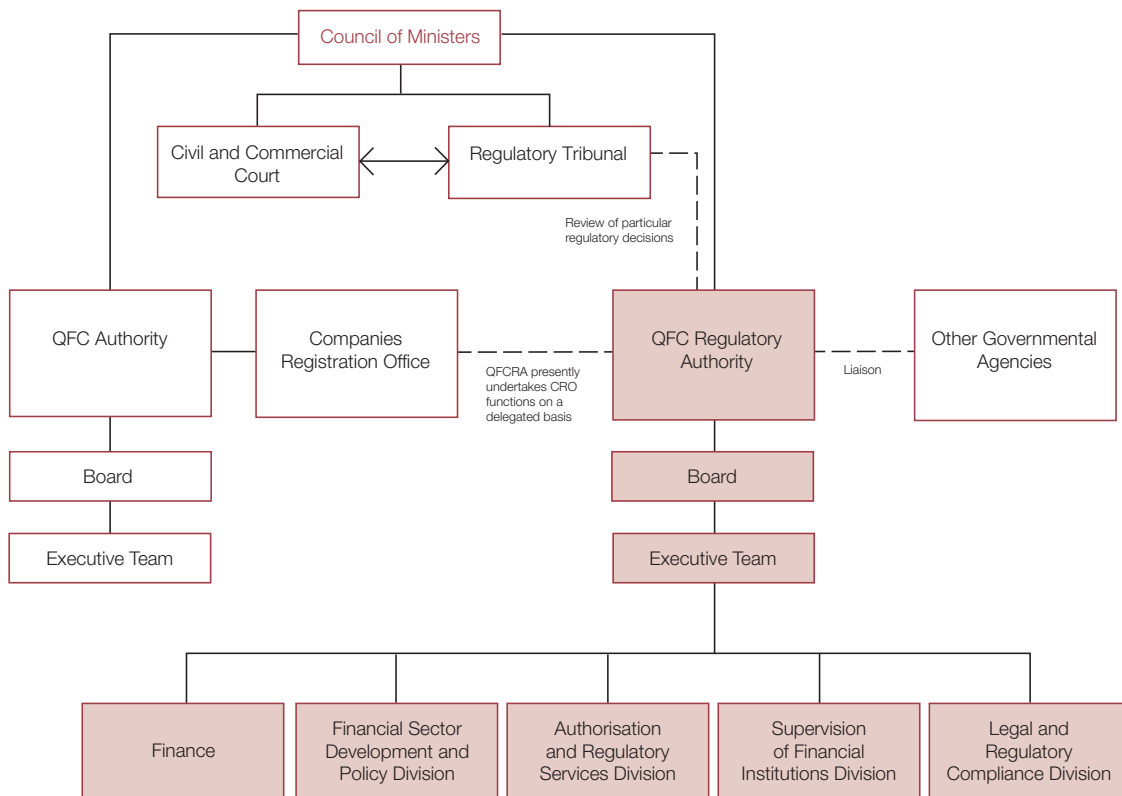 Council of Ministers
Civil and Commercial
Court
Regulatory Tribunal
Review of particular
regulatory decisions
QFC Authority
Companies
Registration Office
QFCRA presently
undertakes CRO
functions on a
delegated basis
QFC Regulatory
Authority
Liaison
Other Governmental
Agencies
Board
Board
Executive Team
Executive Team
Finance
Financial Sector
Development and
Policy Division
Authorisation
and Regulatory
Services Division
Supervision
of Financial
Institutions Division
Legal and
Regulatory
Compliance Division